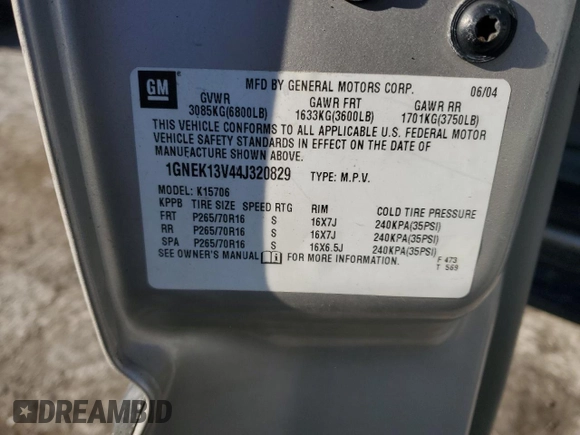 GM
MFD BY GENERAL MOTORS CORP. 06/04
GVWR GAWR FRT GAWR RR
3085KG(6800LB) 1633KG(3600LB) 1701KG(3750LB)
THIS VEHICLE CONFORMS TO ALL APPLICABLE U.S. FEDERAL MOTOR
VEHICLE SAFETY STANDARDS IN EFFECT ON THE DATE OF
MANUFACTURE SHOWN ABOVE.
1GNEK13V44J320829 TYPE: M.P.V.
MODEL: K15706
KPPB TIRE SIZE SPEED RTG RIM COLD TIRE PRESSURE
FRT P265/70R16 S 16X7J 240KPA(35PSI)
RR P265/70R16 S 16X7J 240KPA(35PSI)
SPA P265/70R16 S 16X6.5J 240KPA(35PSI)
SEE OWNER'S MANUAL FOR MORE INFORMATION.
F 473
T 569
DREAMBID